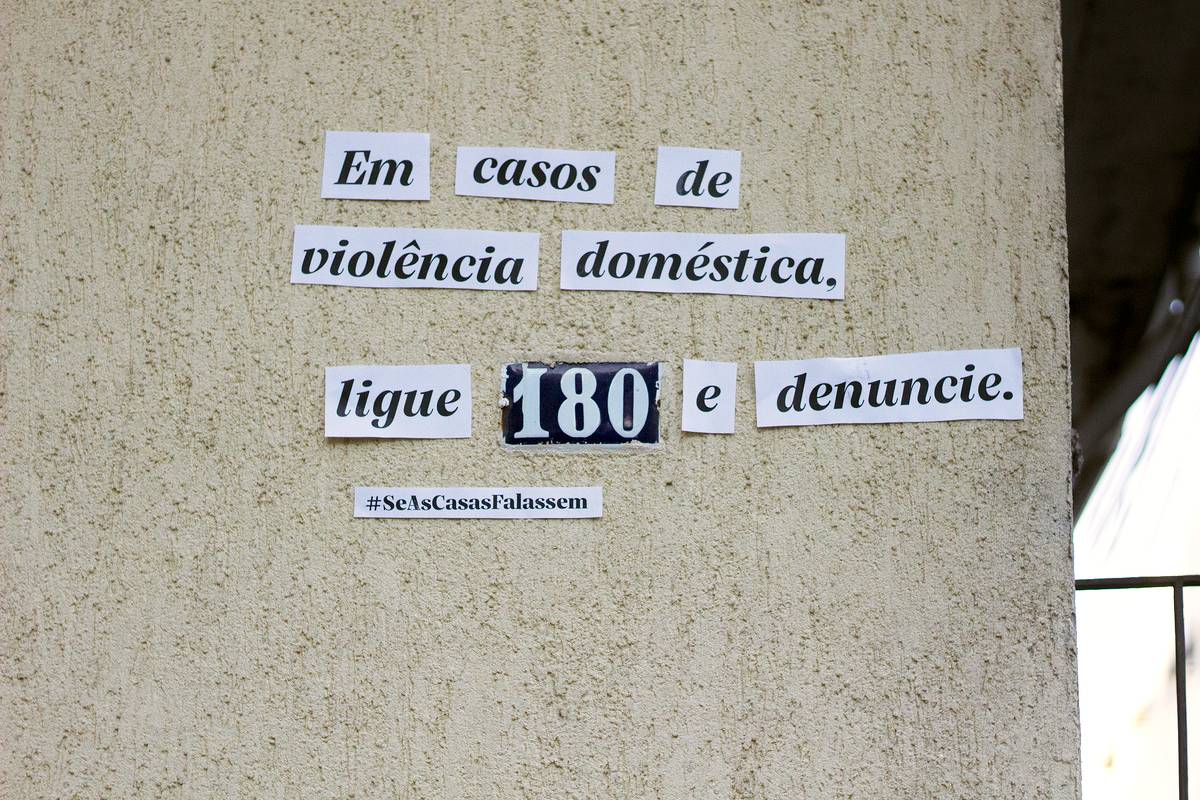 Em casos de
violência doméstica,
ligue 180 e denuncie.
#SeAsCasasFalassem